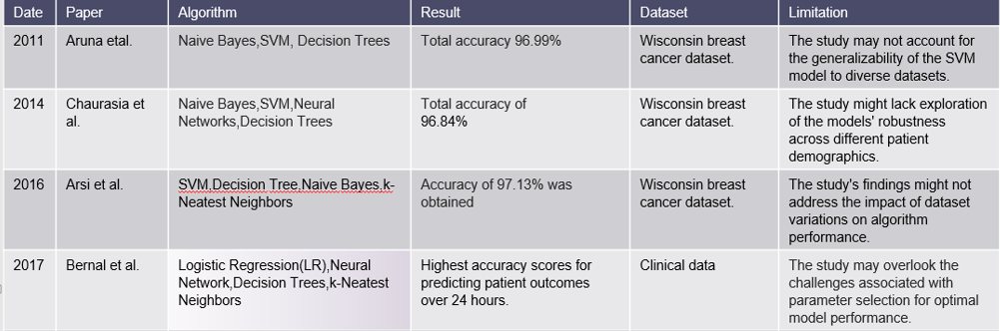 Date Paper Algorithm Result Dataset Limitation
2011 Aruna etal. Naive Bayes,SVM, Decision Trees Total accuracy 96.99% Wisconsin breast The study may not account for
cancer dataset. the generalizability of the SVM
model to diverse datasets.
2014 Chaurasia et Naive Bayes,SVM,Neural Total accuracy of Wisconsin breast The study might lack exploration
al. Networks,Decision Trees 96.84% cancer dataset. of the models' robustness
across different patient
demographics.
2016 Arsi et al. SVM,Decision Tree,Naive Bayes,k- Accuracy of 97.13% was Wisconsin breast The study's findings might not
Neatest Neighbors obtained cancer dataset. address the impact of dataset
variations on algorithm
performance.
2017 Bernal et al. Logistic Regression(LR),Neural Highest accuracy scores for Clinical data The study may overlook the
Network,Decision Trees,k-Neatest predicting patient outcomes challenges associated with
Neighbors over 24 hours. parameter selection for optimal
model performance.